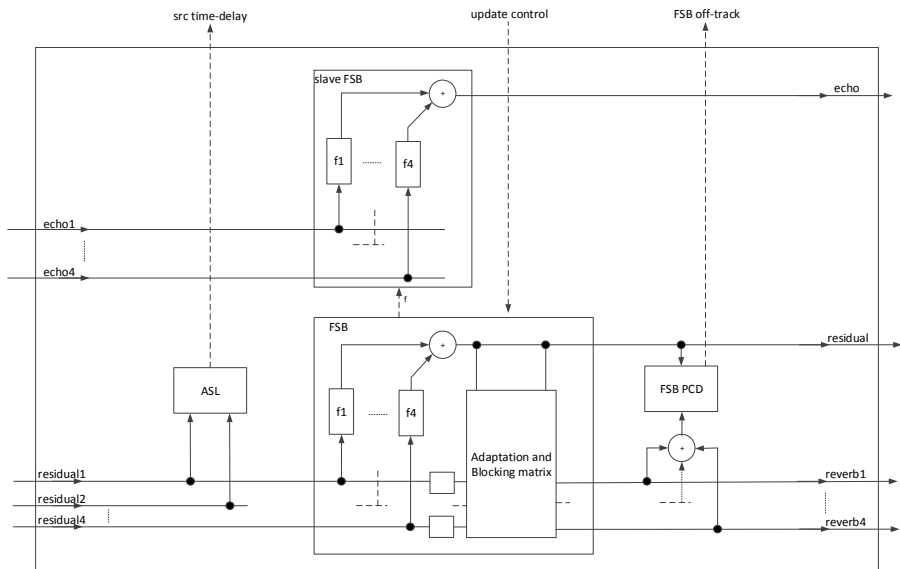 src time-delay
update control
FSB off-track
slave FSB
+
echo
f1
........
f4
echo1
echo4
f
FSB
+
residual
ASL
FSB PCD
f1
........
f4
Adaptation and
Blocking matrix
+
residual1
reverb1
residual2
residual4
reverb4